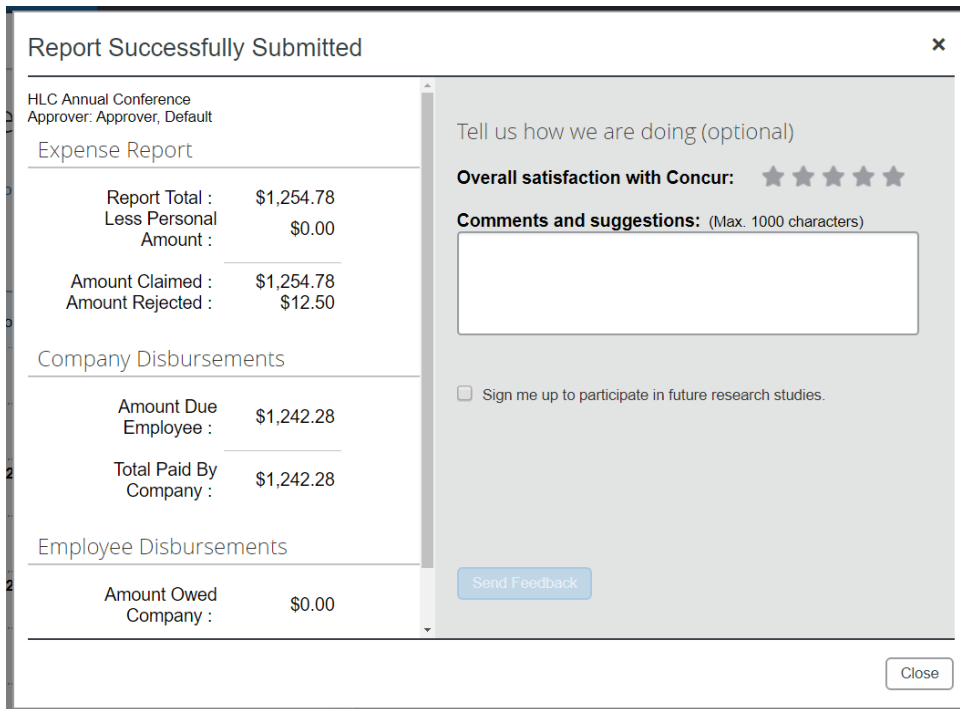 Report Successfully Submitted
×
HLC Annual Conference
Approver: Approver, Default
Expense Report
Report Total : $1,254.78
Less Personal
Amount : $0.00
Amount Claimed : $1,254.78
Amount Rejected : $12.50
Company Disbursements
Amount Due
Employee : $1,242.28
Total Paid By
Company : $1,242.28
Employee Disbursements
Amount Owed
Company : $0.00
Tell us how we are doing (optional)
Overall satisfaction with Concur:
Comments and suggestions: (Max. 1000 characters)
Sign me up to participate in future research studies.
Send Feedback
Close